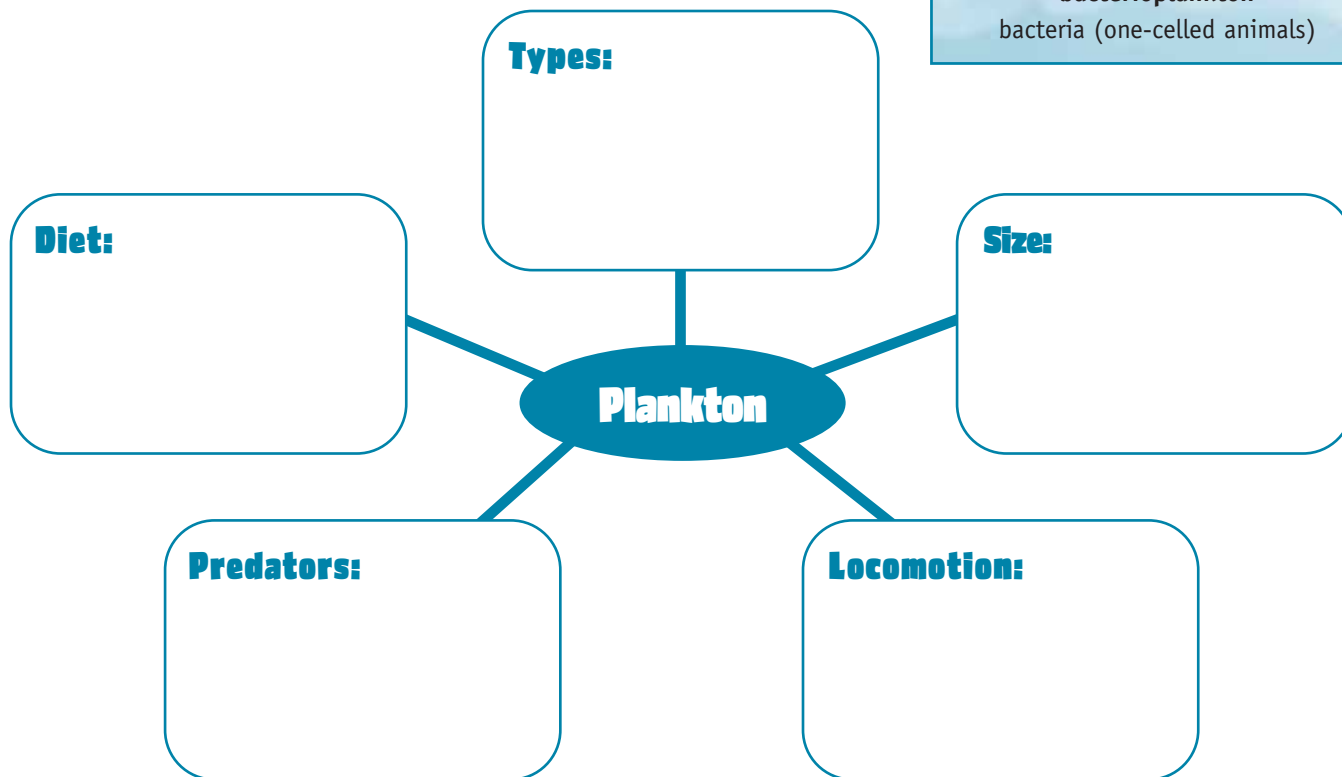 bacteria (one-celled animals)
Types:
Diet:
Size:
Plankton
Predators:
Locomotion: